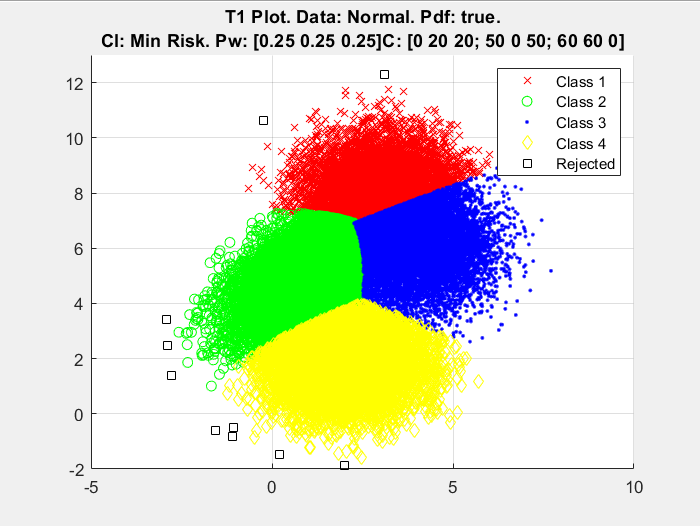 T1 Plot. Data: Normal. Pdf: true.
Cl: Min Risk. Pw: [0.25 0.25 0.25]C: [0 20 20; 50 0 50; 60 60 0]
12
10
8
6
4
2
0
-2
-5
0
5
10
Class 1
Class 2
Class 3
Class 4
Rejected